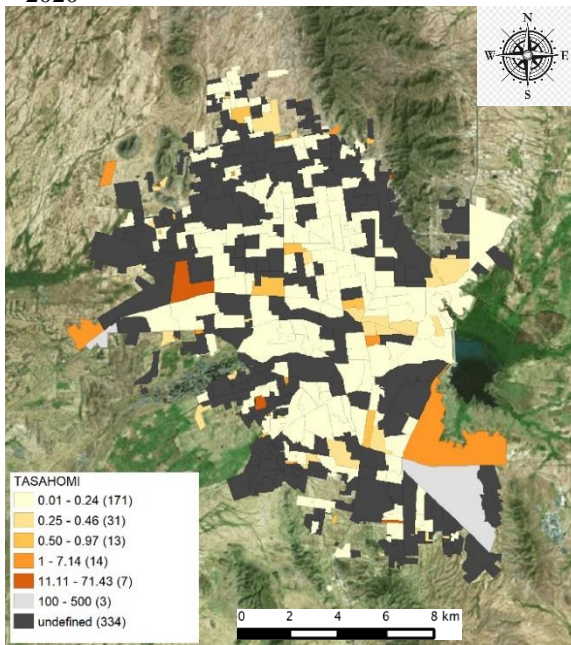 2020
N
W E
S
TASAHOMI
0.01 - 0.24 (171)
0.25 - 0.46 (31)
0.50 - 0.97 (13)
1 - 7.14 (14)
11.11 - 71.43 (7)
100 - 500 (3)
undefined (334)
0 2 4 6 8 km